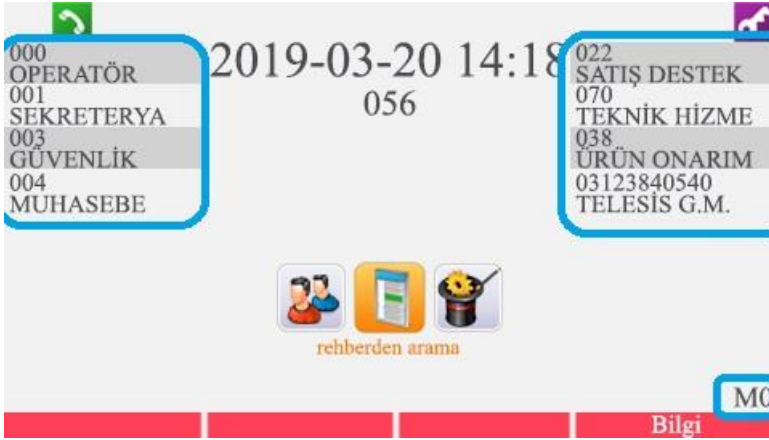 000
OPERATÖR
001
SEKRETERYA
003
GÜVENLİK
004
MUHASEBE
2019-03-20 14:18
056
022
SATIŞ DESTEK
070
TEKNİK HİZME
038
ÜRÜN ONARIM
03123840540
TELESİS G.M.
rehberden arama
M0
Bilgi